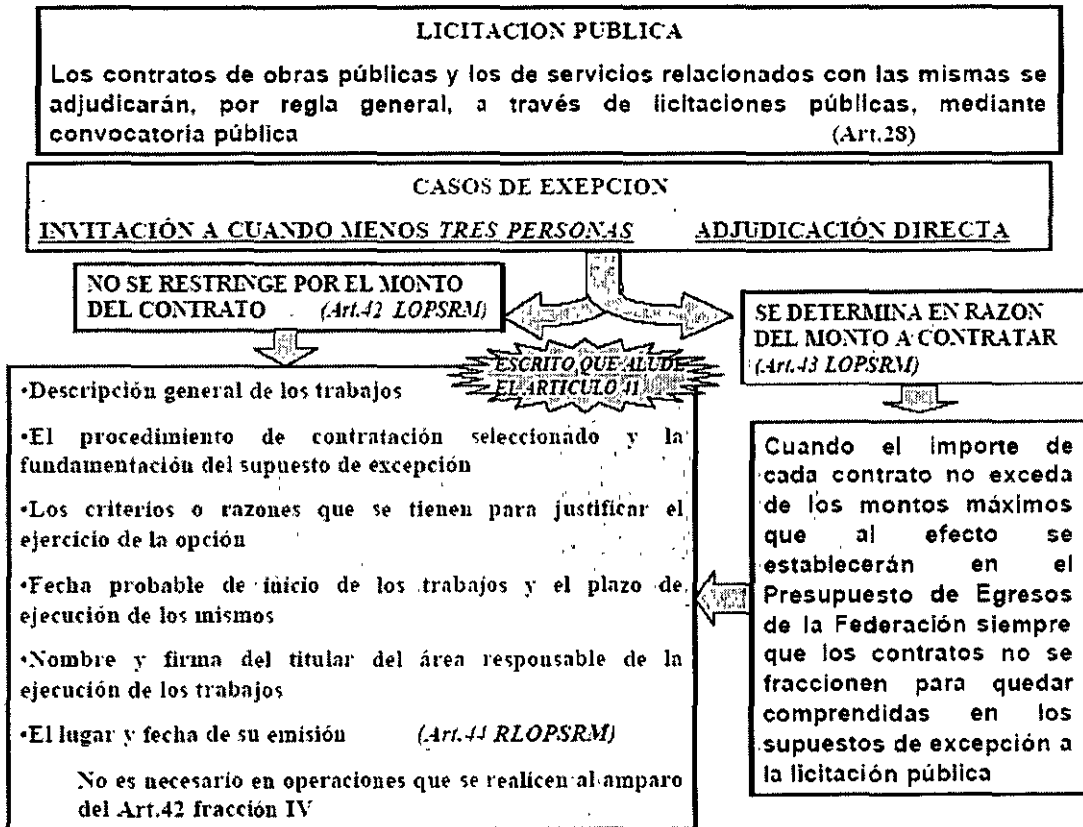 LICITACION PUBLICA
Los contratos de obras públicas y los de servicios relacionados con las mismas se
adjudicarán, por regla general, a través de licitaciones públicas, mediante
convocatoria pública (Art.28)
CASOS DE EXEPCION
INVITACIÓN A CUANDO MENOS TRES PERSONAS ADJUDICACIÓN DIRECTA
NO SE RESTRINGE POR EL MONTO
DEL CONTRATO (Art.42 LOPSRM)
SE DETERMINA EN RAZON
DEL MONTO A CONTRATAR
(Art.43 LOPSRM)
ESCRITO QUE ALUDE
EL ARTICULO 41
•Descripción general de los trabajos
•El procedimiento de contratación seleccionado y la
fundamentación del supuesto de excepción
•Los criterios o razones que se tienen para justificar el
ejercicio de la opción
•Fecha probable de inicio de los trabajos y el plazo de
ejecución de los mismos
•Nombre y firma del titular del área responsable de la
ejecución de los trabajos
•El lugar y fecha de su emisión (Art.44 RLOPSRM)
No es necesario en operaciones que se realicen al amparo
del Art.42 fracción IV
Cuando el importe de
cada contrato no exceda
de los montos máximos
que al efecto se
establecerán en el
Presupuesto de Egresos
de la Federación siempre
que los contratos no se
fraccionen para quedar
comprendidas en los
supuestos de excepción a
la licitación pública